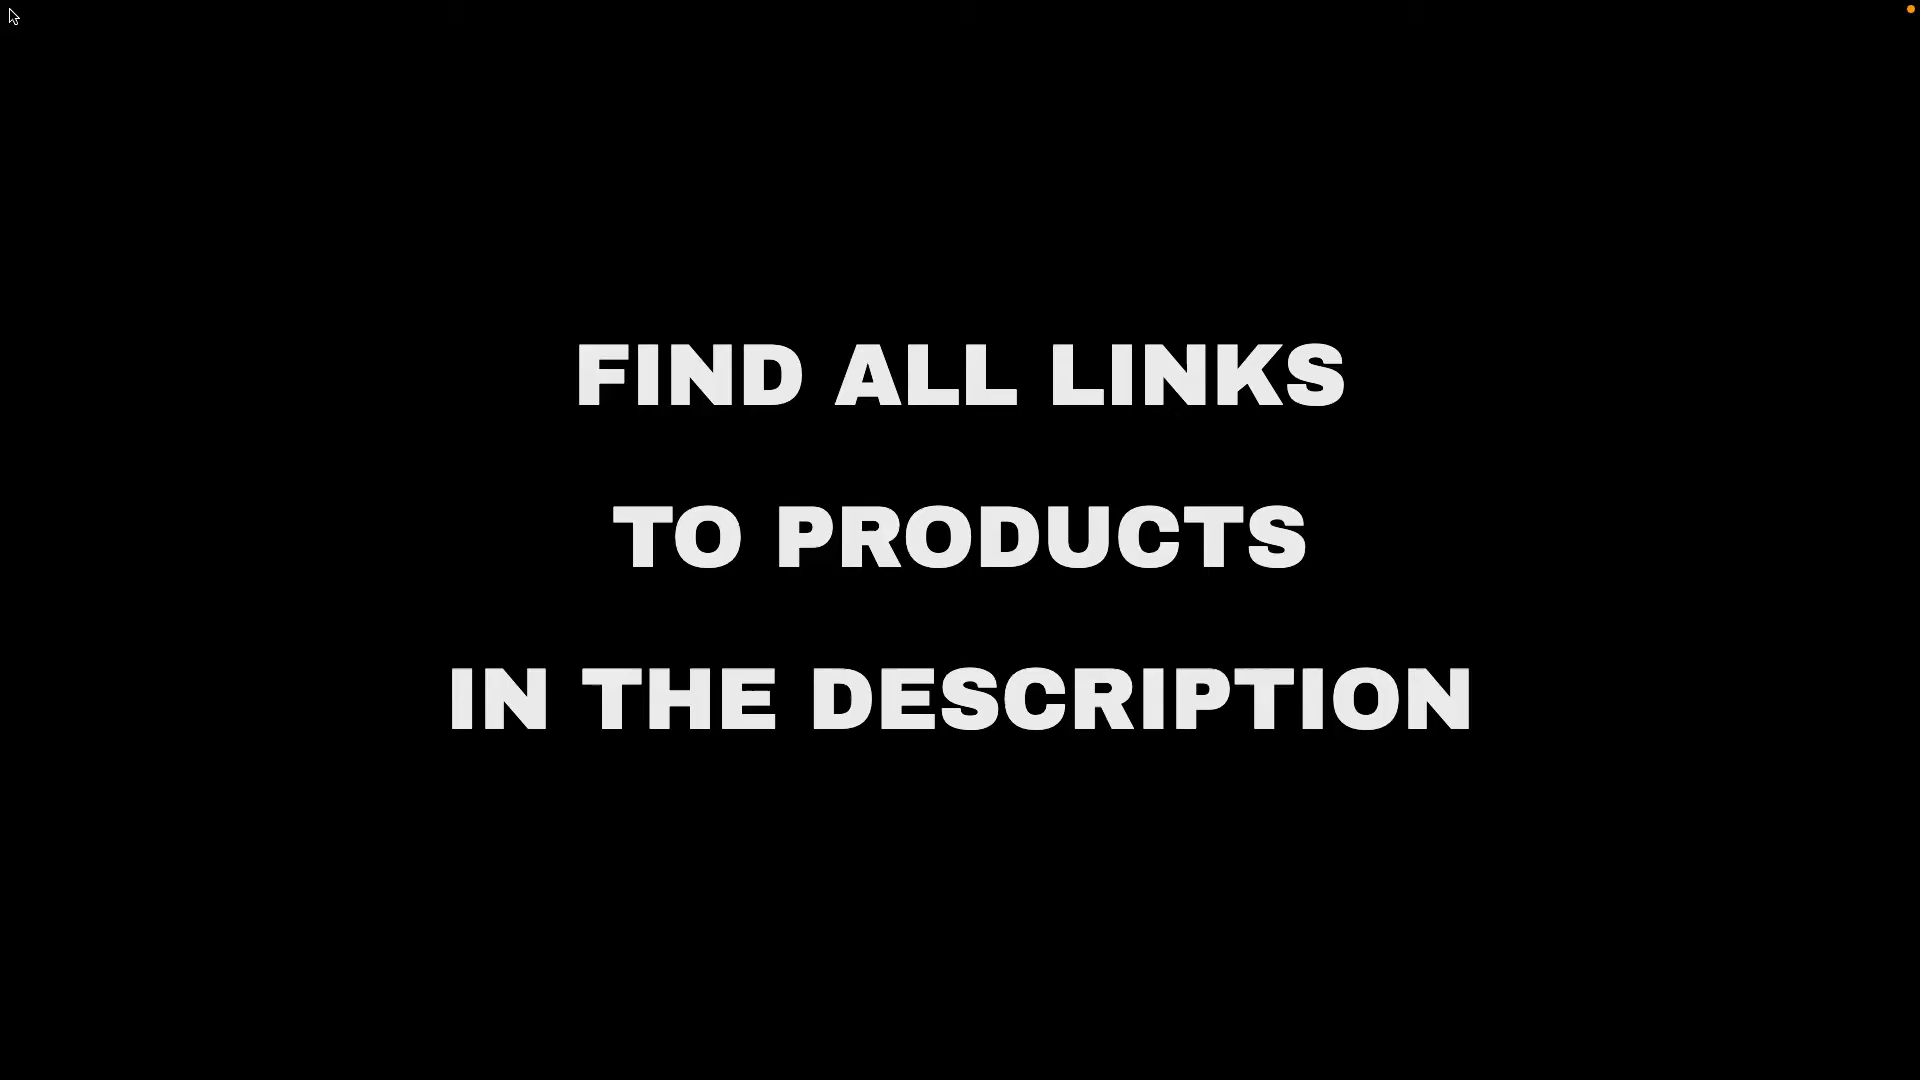 FIND ALL LINKS
TO PRODUCTS
IN THE DESCRIPTION